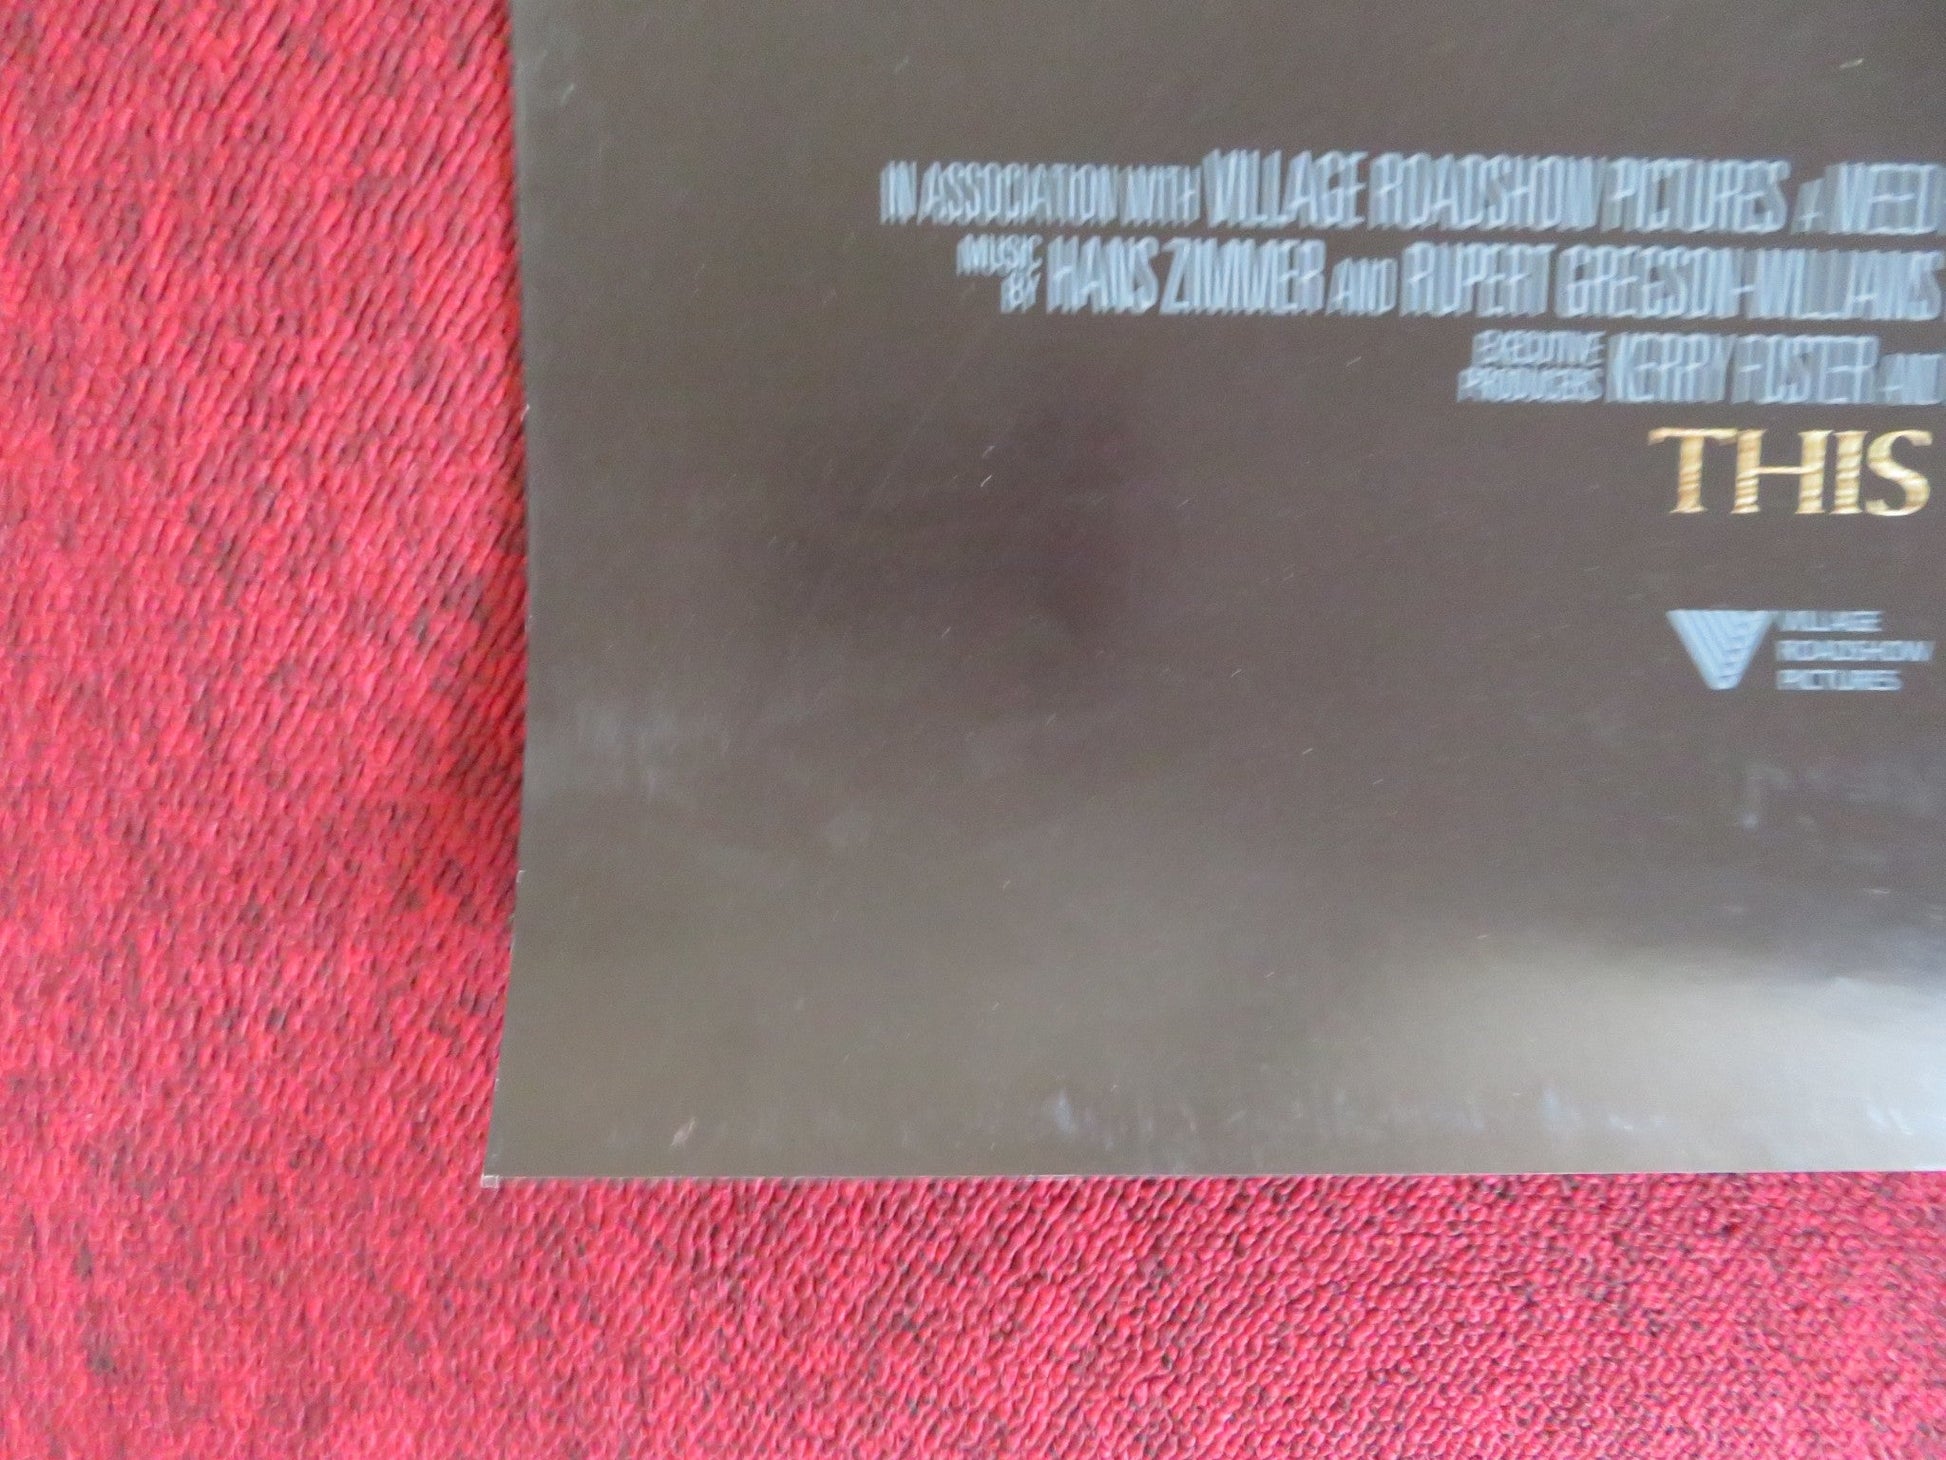 IN ASSOCIATION WITH VILLAGE ROADSHOW PICTURES A WEED
MUSIC BY HANS ZIMMER AND RUPERT GREGSON-WILLIAMS
EXECUTIVE PRODUCERS KERRY FOSTER AND
THIS
VILLAGE
ROADSHOW
PICTURES